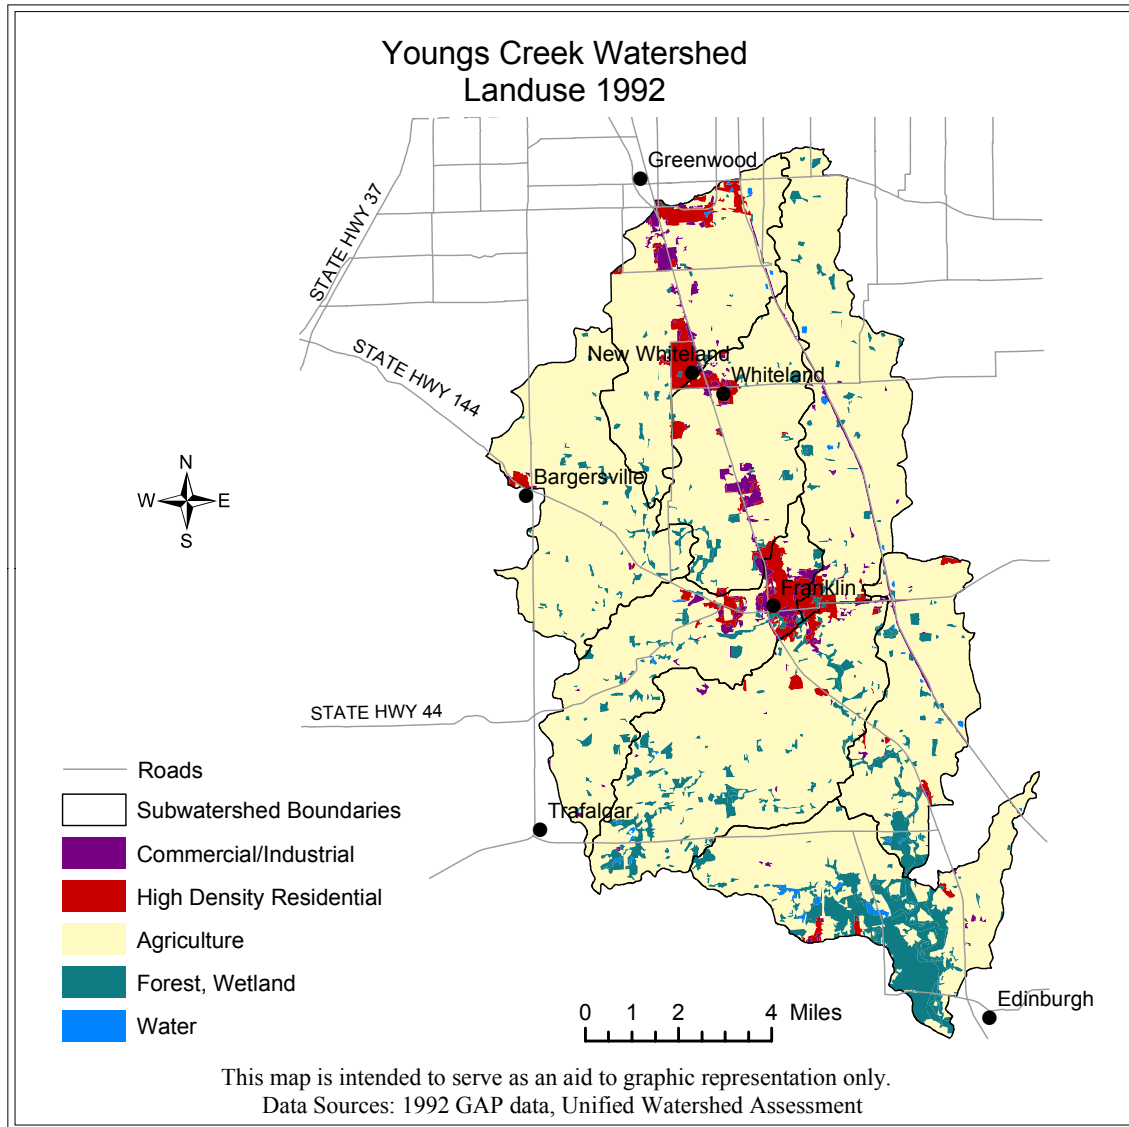 Youngs Creek Watershed
Landuse 1992
Greenwood
STATE HWY 37
New Whiteland
STATE HWY 144
Whiteland
Bargersville
N
W
E
S
Franklin
STATE HWY 44
Roads
Subwatershed Boundaries
Trafalgar
Commercial/Industrial
High Density Residential
Agriculture
Forest, Wetland
Water
Edinburgh
0 1 2 4 Miles
This map is intended to serve as an aid to graphic representation only.
Data Sources: 1992 GAP data, Unified Watershed Assessment